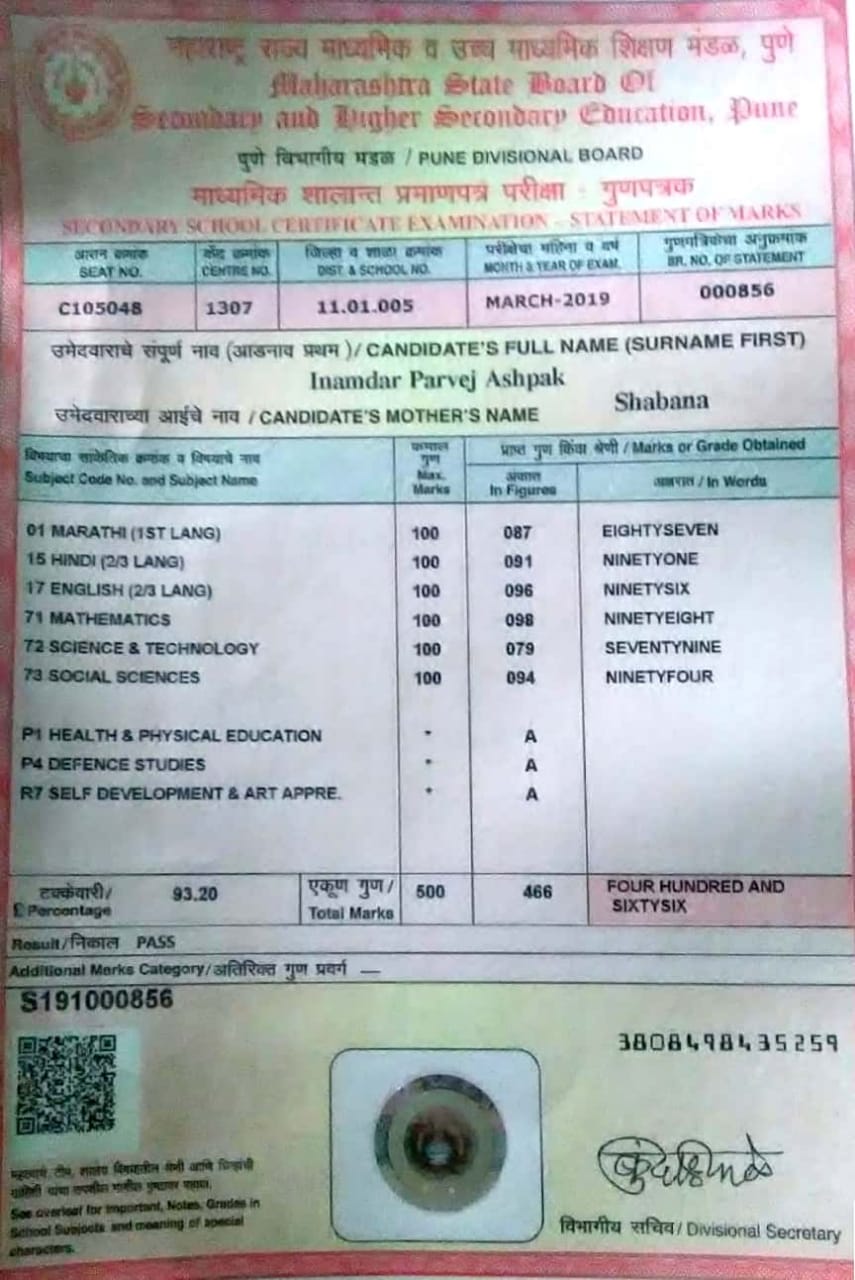 महाराष्ट्र राज्य माध्यमिक व उच्च माध्यमिक शिक्षण मंडळ, पुणे
Maharashtra State Board Of
Secondary and Higher Secondary Education, Pune
पुणे विभागीय मंडळ / PUNE DIVISIONAL BOARD
माध्यमिक शालान्त प्रमाणपत्र परीक्षा - गुणपत्रक
SECONDARY SCHOOL CERTIFICATE EXAMINATION - STATEMENT OF MARKS
आसन क्रमांक केंद्र क्रमांक जिल्हा व शाळा क्रमांक परीक्षेचा महिना व वर्ष गुणपत्रिकेचा अनुक्रमांक
SEAT NO. CENTRE NO. DIST. & SCHOOL NO. MONTH & YEAR OF EXAM. SR. NO. OF STATEMENT
C105048 1307 11.01.005 MARCH-2019 000856
उमेदवाराचे संपूर्ण नाव (आडनाव प्रथम )/ CANDIDATE'S FULL NAME (SURNAME FIRST)
Inamdar Parvej Ashpak
उमेदवाराच्या आईचे नाव / CANDIDATE'S MOTHER'S NAME Shabana
विषयाचा सांकेतिक क्रमांक व विषयाचे नाव कमाल गुण प्राप्त गुण किंवा श्रेणी / Marks or Grade Obtained
Subject Code No. and Subject Name Max. Marks अंकात In Figures अक्षरात / In Words
01 MARATHI (1ST LANG) 100 087 EIGHTYSEVEN
15 HINDI (2/3 LANG) 100 091 NINETYONE
17 ENGLISH (2/3 LANG) 100 096 NINETYSIX
71 MATHEMATICS 100 098 NINETYEIGHT
72 SCIENCE & TECHNOLOGY 100 079 SEVENTYNINE
73 SOCIAL SCIENCES 100 094 NINETYFOUR
P1 HEALTH & PHYSICAL EDUCATION * A
P4 DEFENCE STUDIES * A
R7 SELF DEVELOPMENT & ART APPRE. * A
टक्केवारी/ 93.20 एकूण गुण / 500 466 FOUR HUNDRED AND
Percentage Total Marks SIXTYSIX
Result/निकाल PASS
Additional Marks Category/अतिरिक्त गुण प्रवर्ग —
S191000856
3808498435259
See overleaf for Important, Notes, Grades in
School Subjects and meaning of special
characters.
विभागीय सचिव / Divisional Secretary